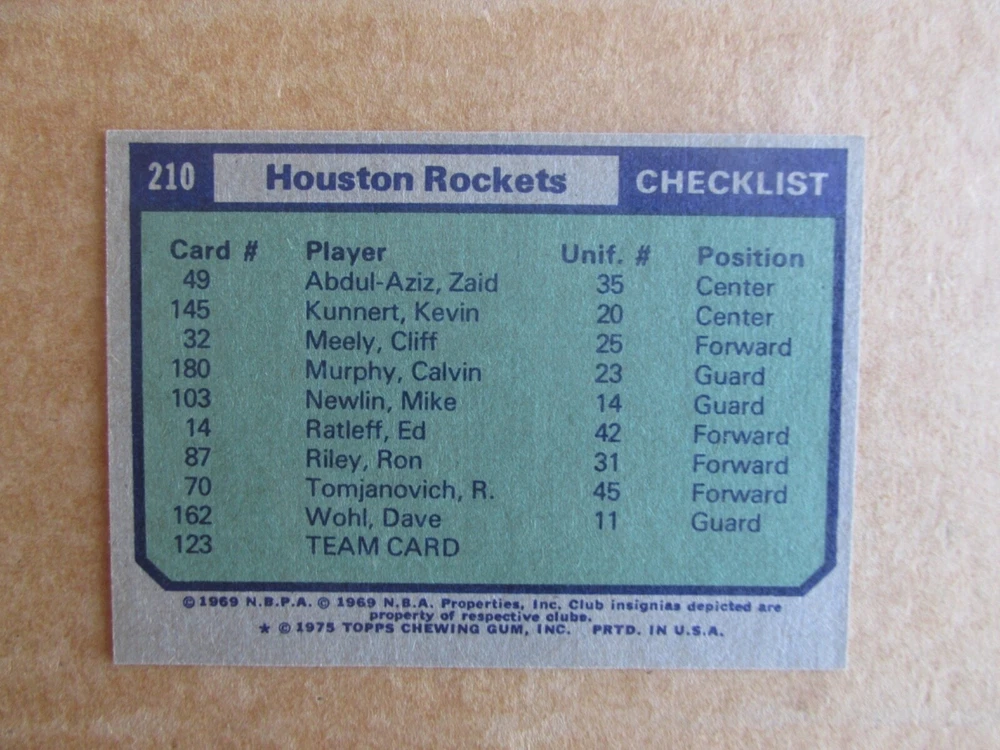 210 Houston Rockets CHECKLIST
Card # Player Unif. # Position
49 Abdul-Aziz, Zaid 35 Center
145 Kunnert, Kevin 20 Center
32 Meely, Cliff 25 Forward
180 Murphy, Calvin 23 Guard
103 Newlin, Mike 14 Guard
14 Ratleff, Ed 42 Forward
87 Riley, Ron 31 Forward
70 Tomjanovich, R. 45 Forward
162 Wohl, Dave 11 Guard
123 TEAM CARD
© 1969 N.B.P.A. © 1969 N.B.A. Properties, Inc. Club insignias depicted are
property of respective clubs.
* © 1975 TOPPS CHEWING GUM, INC. PRTD. IN U.S.A.